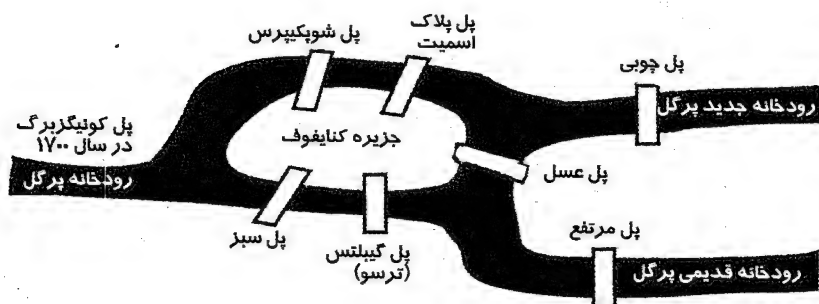 پل شوپکیپرس
پل پلاک
اسمیت
پل چوبی
رودخانه جدید پرگل
پل کونیگزبرگ
در سال ۱۷۰۰
رودخانه پرگل
جزیره کنایفوف
پل عسل
پل سبز
پل گیبلتس
(ترسو)
پل مرتفع
رودخانه قدیمی پرگل